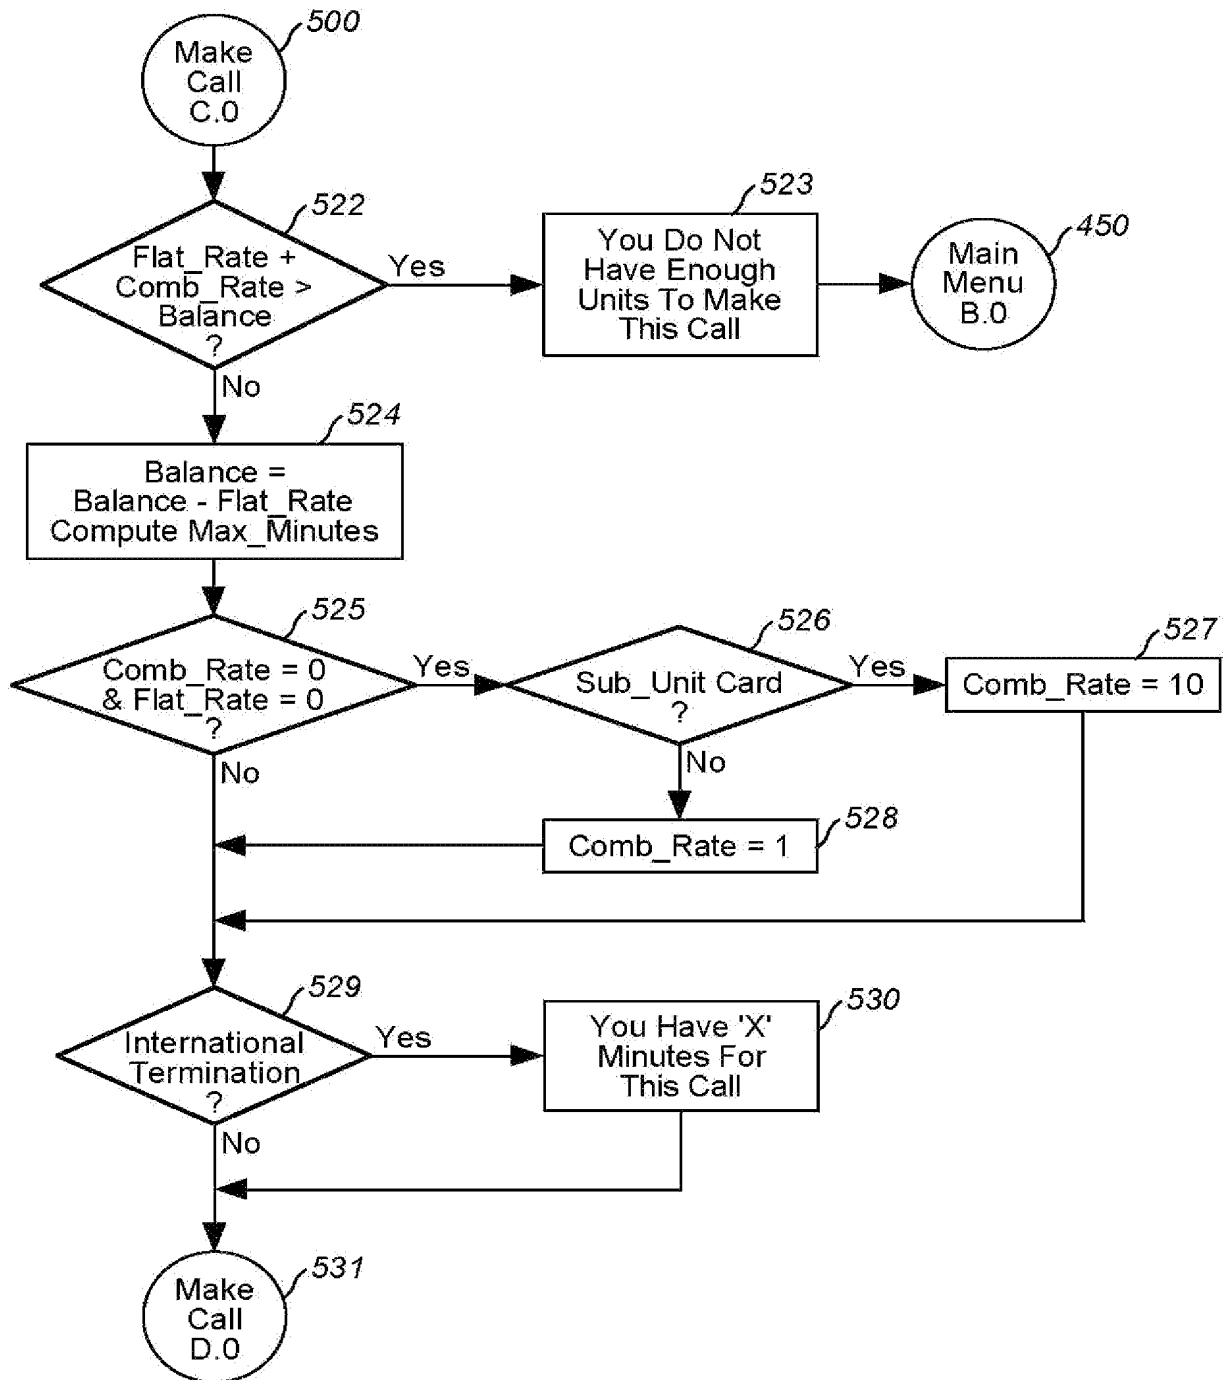 500
Make
Call
C.0
522
Flat_Rate +
Comb_Rate >
Balance
?
Yes
523
You Do Not
Have Enough
Units To Make
This Call
450
Main
Menu
B.0
No
524
Balance =
Balance - Flat_Rate
Compute Max_Minutes
525
Comb_Rate = 0
& Flat_Rate = 0
?
Yes
526
Sub_Unit Card
?
Yes
527
Comb_Rate = 10
No
No
528
Comb_Rate = 1
529
International
Termination
?
Yes
530
You Have 'X'
Minutes For
This Call
No
531
Make
Call
D.0